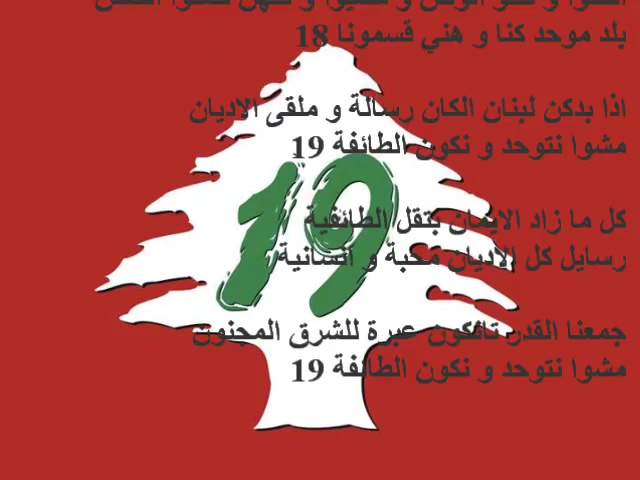 بلد موحد كنا و هني قسمونا 18
اذا بدكن لبنان الكان رسالة و ملقى الاديان
مشوا نتوحد و نكون الطائفة 19
19
كل ما زاد الايمان بتقل الطائفية
رسايل كل الاديان محبة و انسانية
جمعنا القدر تانكون عبرة للشرق المجنون
مشوا نتوحد و نكون الطائفة 19